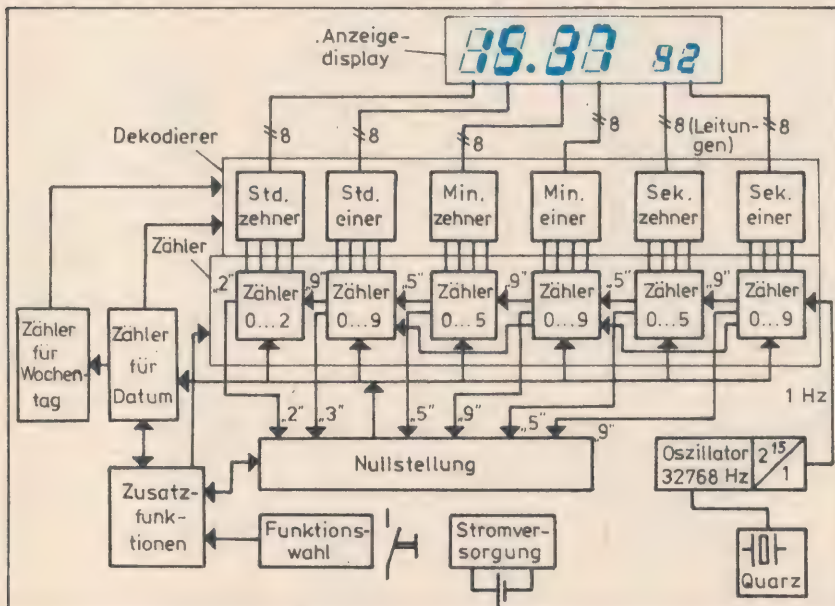 .Anzeige-
display
15.37 92
8
8
8
8
8 (Leitun-
gen)
8
Dekodierer
Std.
zehner
Std.
einer
Min.
zehner
Min.
einer
Sek.
zehner
Sek.
einer
Zähler
„2"
„9"
„5"
„9"
„5"
„9"
Zähler
0...2
Zähler
0...9
Zähler
0...5
Zähler
0...9
Zähler
0...5
Zähler
0...9
Zähler
für
Wochen-
tag
Zähler
für
Datum
1 Hz
„2"
„3"
„5"
„9"
„5"
„9"
Nullstellung
Oszillator
32768 Hz
2¹⁵
1
Zusatz-
funk-
tionen
Funktions-
wahl
Stromver-
sorgung
Quarz